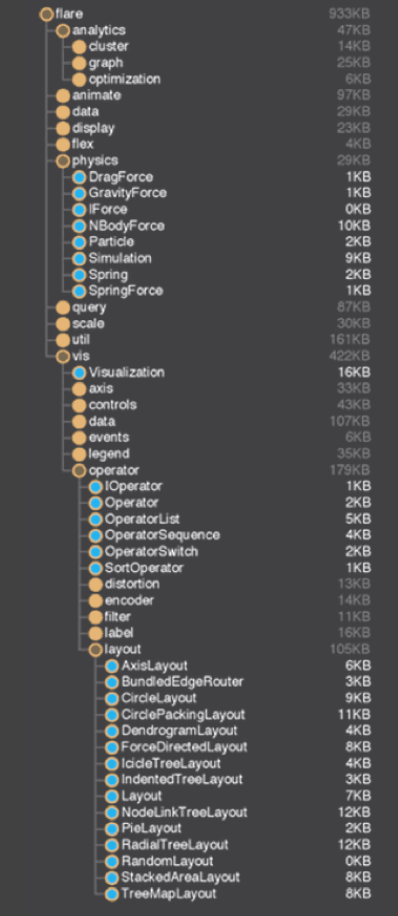 flare 933KB
analytics 47KB
cluster 14KB
graph 25KB
optimization 6KB
animate 97KB
data 29KB
display 23KB
flex 4KB
physics 29KB
DragForce 1KB
GravityForce 1KB
IForce 0KB
NBodyForce 10KB
Particle 2KB
Simulation 9KB
Spring 2KB
SpringForce 1KB
query 87KB
scale 30KB
util 161KB
vis 422KB
Visualization 16KB
axis 33KB
controls 43KB
data 107KB
events 6KB
legend 35KB
operator 179KB
IOperator 1KB
Operator 2KB
OperatorList 5KB
OperatorSequence 4KB
OperatorSwitch 2KB
SortOperator 1KB
distortion 13KB
encoder 14KB
filter 11KB
label 16KB
layout 105KB
AxisLayout 6KB
BundledEdgeRouter 3KB
CircleLayout 9KB
CirclePackingLayout 11KB
DendrogramLayout 4KB
ForceDirectedLayout 8KB
IcicleTreeLayout 4KB
IndentedTreeLayout 3KB
Layout 7KB
NodeLinkTreeLayout 12KB
PieLayout 2KB
RadialTreeLayout 12KB
RandomLayout 0KB
StackedAreaLayout 8KB
TreeMapLayout 8KB